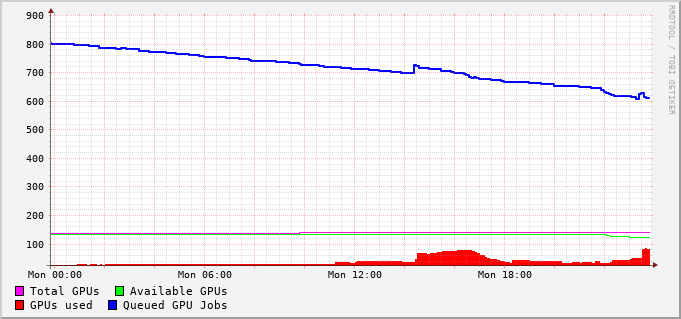 900
800
700
600
500
400
300
200
100
Mon 00:00 Mon 06:00 Mon 12:00 Mon 18:00
Total GPUs Available GPUs
GPUs used Queued GPU Jobs
RRDTOOL / TOBI OETIKER